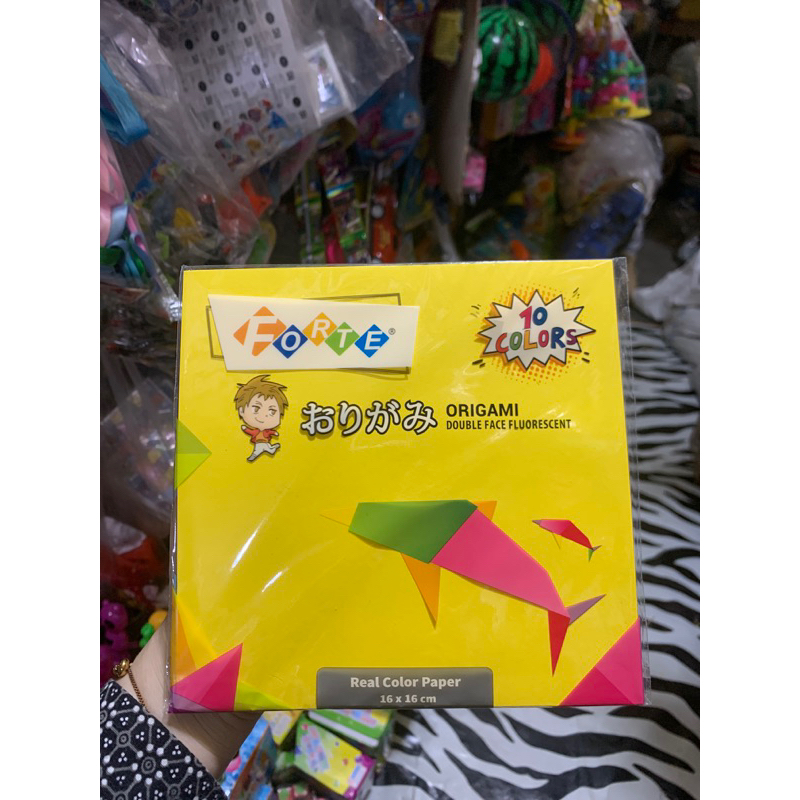 FORTE®
10
COLORS
おりがみ
ORIGAMI
DOUBLE FACE FLUORESCENT
Real Color Paper
16 x 16 cm